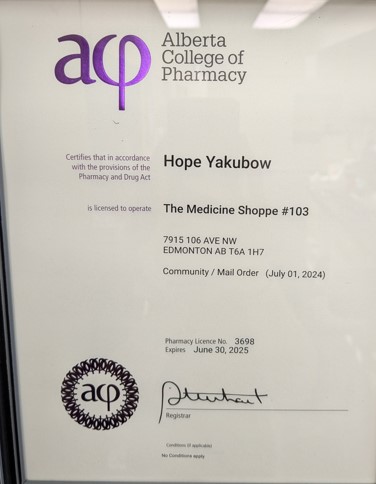 acp
Alberta
College of
Pharmacy
Certifies that in accordance
with the provisions of the
Pharmacy and Drug Act
Hope Yakubow
is licensed to operate
The Medicine Shoppe #103
7915 106 AVE NW
EDMONTON AB T6A 1H7
Community / Mail Order (July 01, 2024)
Pharmacy Licence No. 3698
Expires June 30, 2025
acp
Registrar
Conditions (if applicable)
No Conditions apply